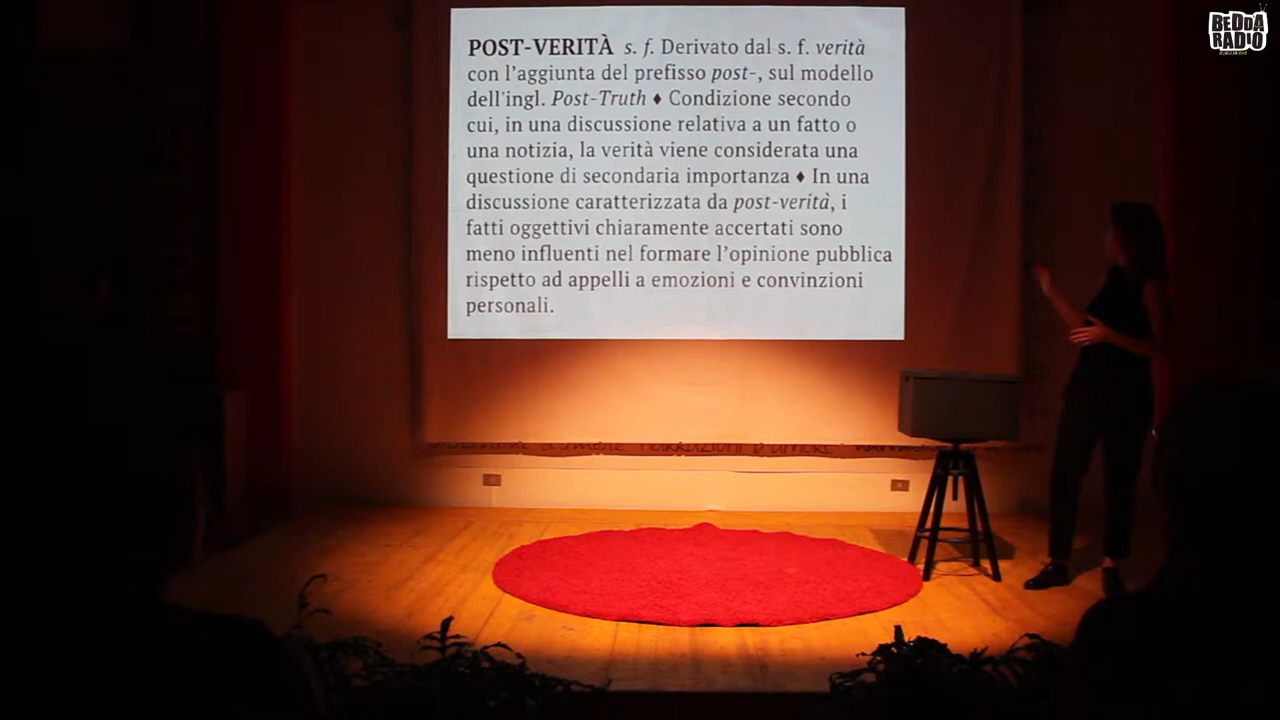 BEDDA
RADIO
POST-VERITÀ s. f. Derivato dal s. f. verità
con l'aggiunta del prefisso post-, sul modello
dell'ingl. Post-Truth ♦ Condizione secondo
cui, in una discussione relativa a un fatto o
una notizia, la verità viene considerata una
questione di secondaria importanza ♦ In una
discussione caratterizzata da post-verità, i
fatti oggettivi chiaramente accertati sono
meno influenti nel formare l'opinione pubblica
rispetto ad appelli a emozioni e convinzioni
personali.